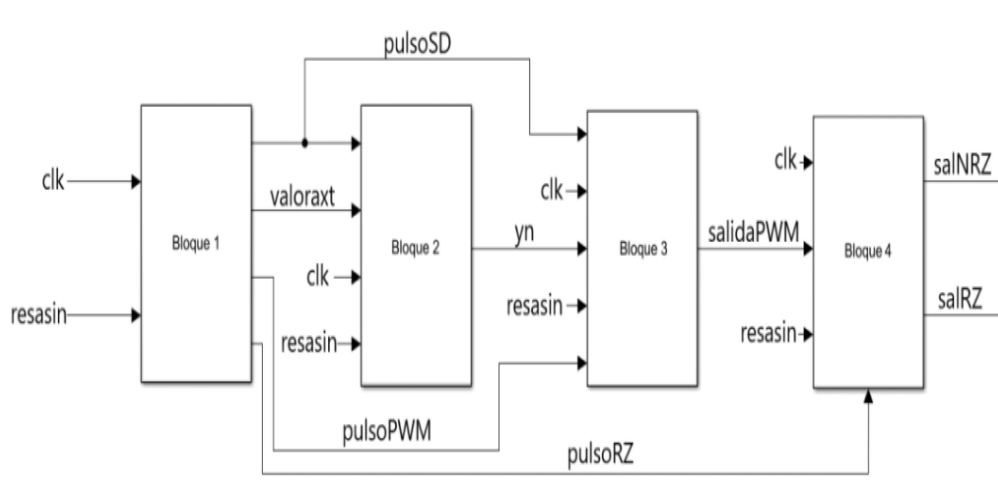 pulsoSD
clk
valoraxt
Bloque 1
resasin
Bloque 2
clk
resasin
yn
clk
resasin
Bloque 3
salidaPWM
clk
resasin
Bloque 4
salNRZ
salRZ
pulsoPWM
pulsoRZ